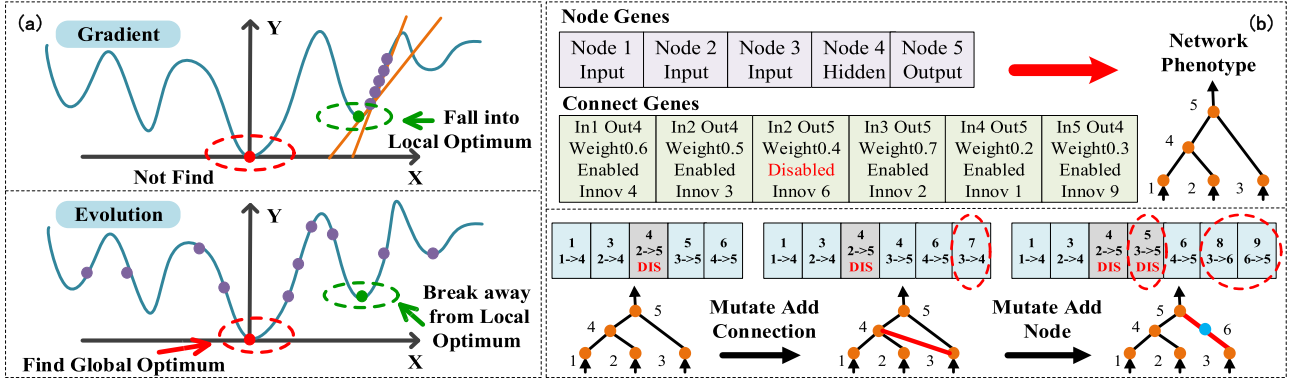 (a)
Gradient
Y
Fall into
Local Optimum
Not Find
X
Evolution
Y
Break away
from Local
Optimum
Find Global Optimum
X
(b)
Node Genes
Node 1 Node 2 Node 3 Node 4 Node 5
Input Input Input Hidden Output
Network
Phenotype
Connect Genes
In1 Out4 In2 Out4 In2 Out5 In3 Out5 In4 Out5 In5 Out4
Weight0.6 Weight0.5 Weight0.4 Weight0.7 Weight0.2 Weight0.3
Enabled Enabled Disabled Enabled Enabled Enabled
Innov 4 Innov 3 Innov 6 Innov 2 Innov 1 Innov 9
5
4
1 2 3
1 3 4 5 6
1->4 2->4 2->5 3->5 4->5
DIS
5
4
1 2 3
Mutate Add
Connection
1 3 4 4 6 7
1->4 2->4 2->5 3->5 4->5 3->4
DIS
5
4
1 2 3
Mutate Add
Node
1 3 4 5 6 8 9
1->4 2->4 2->5 3->5 4->5 3->6 6->5
DIS DIS
5
4 6
1 2 3